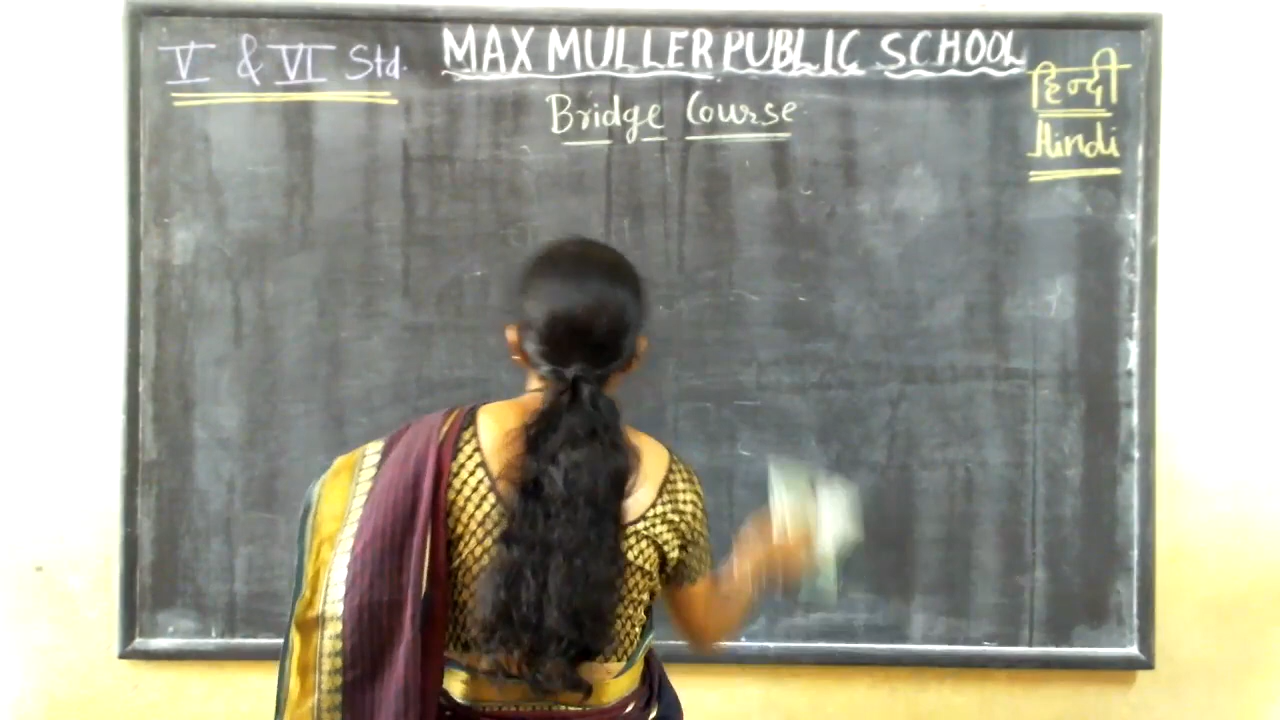 V & VI Std.
MAX MULLER PUBLIC SCHOOL
Bridge Course
हिन्दी
Hindi